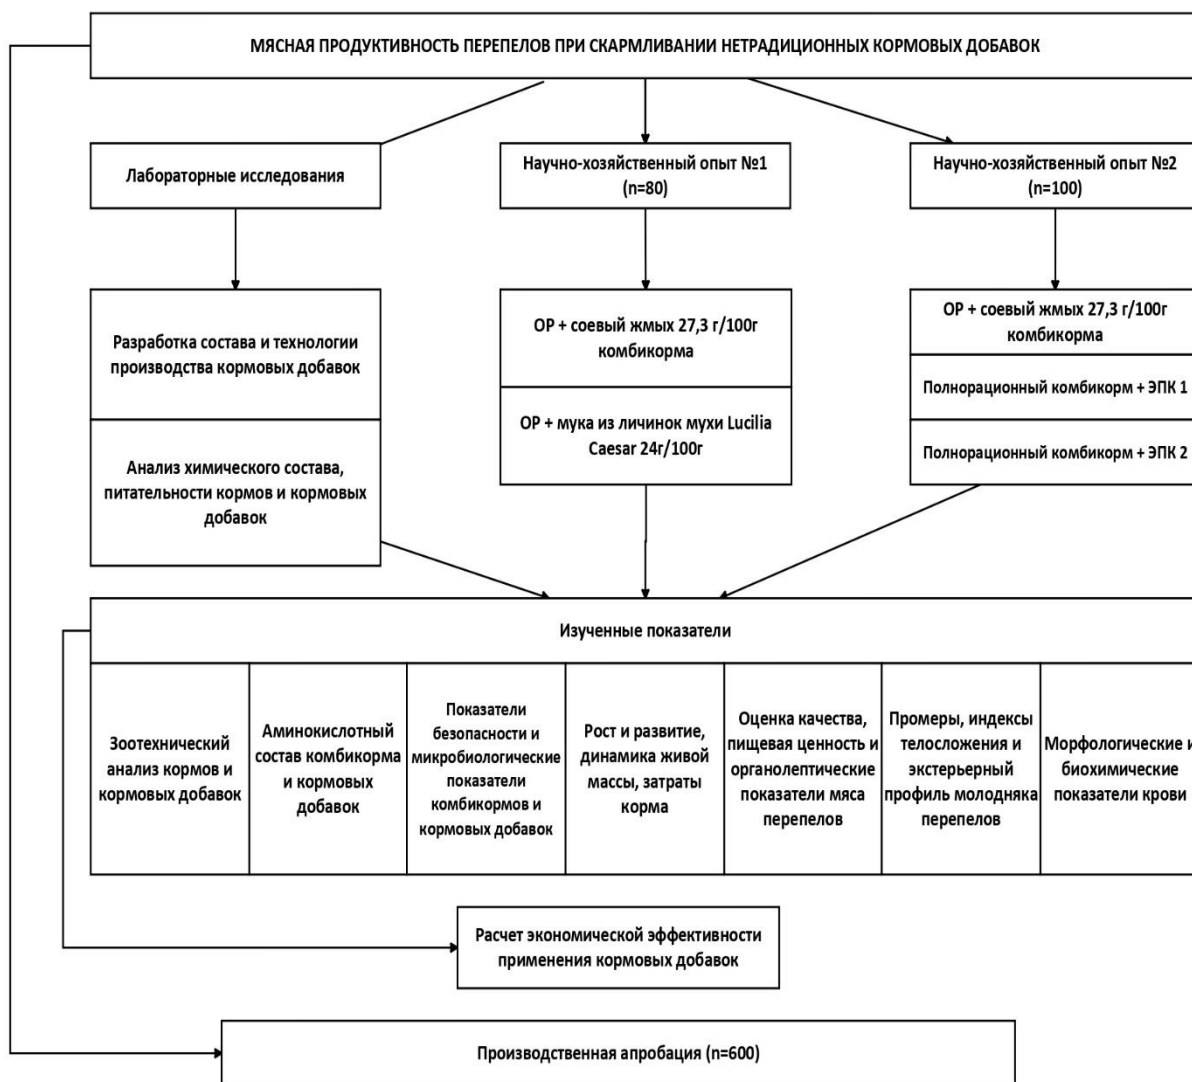 МЯСНАЯ ПРОДУКТИВНОСТЬ ПЕРЕПЕЛОВ ПРИ СКАРМЛИВАНИИ НЕТРАДИЦИОННЫХ КОРМОВЫХ ДОБАВОК
Лабораторные исследования
Научно-хозяйственный опыт №1
(n=80)
Научно-хозяйственный опыт №2
(n=100)
Разработка состава и технологии
производства кормовых добавок
Анализ химического состава,
питательности кормов и кормовых
добавок
ОР + соевый жмых 27,3 г/100г
комбикорма
ОР + мука из личинок мухи Lucilia
Caesar 24г/100г
ОР + соевый жмых 27,3 г/100г
комбикорма
Полнорационный комбикорм + ЭПК 1
Полнорационный комбикорм + ЭПК 2
Изученные показатели
Зоотехнический
анализ кормов и
кормовых добавок
Аминокислотный
состав комбикорма
и кормовых
добавок
Показатели
безопасности и
микробиологические
показатели
комбикормов и
кормовых добавок
Рост и развитие,
динамика живой
массы, затраты
корма
Оценка качества,
пищевая ценность и
органолептические
показатели мяса
перепелов
Промеры, индексы
телосложения и
экстерьерный
профиль молодняка
перепелов
Морфологические и
биохимические
показатели крови
Расчет экономической эффективности
применения кормовых добавок
Производственная апробация (n=600)